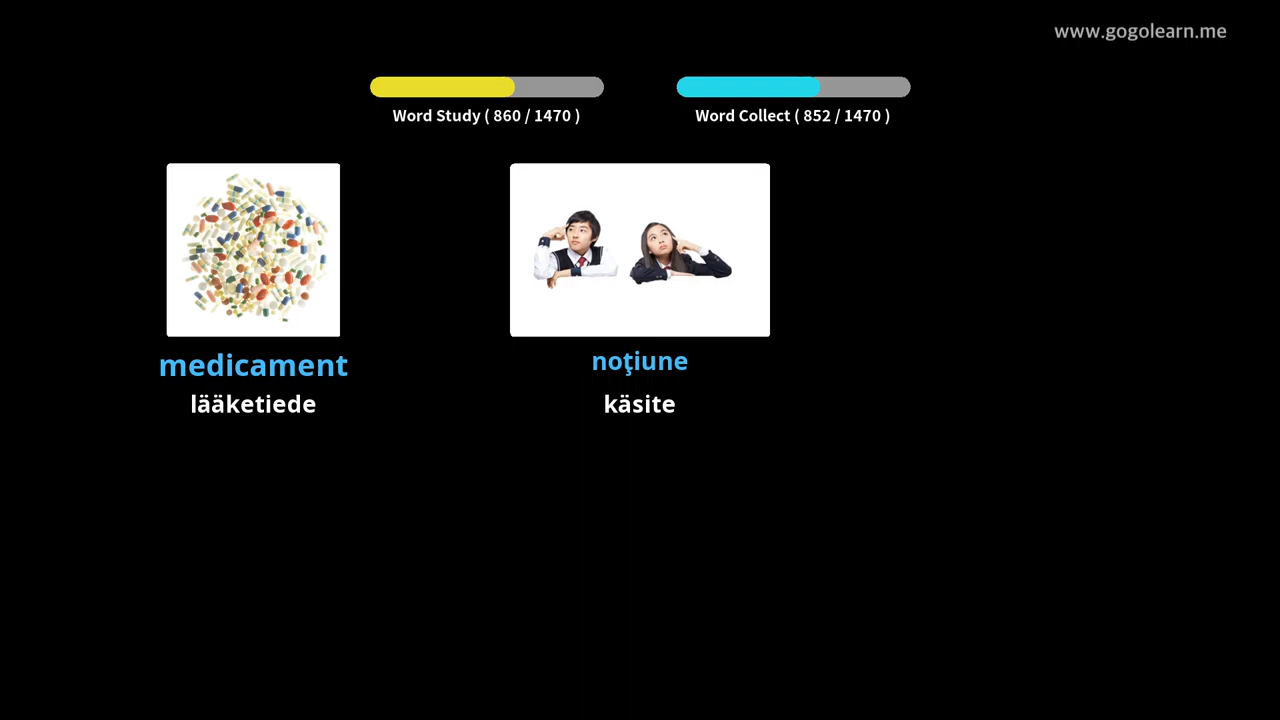 www.gogolearn.me
Word Study ( 860 / 1470 )
Word Collect ( 852 / 1470 )
medicament
lääketiede
noţiune
käsite